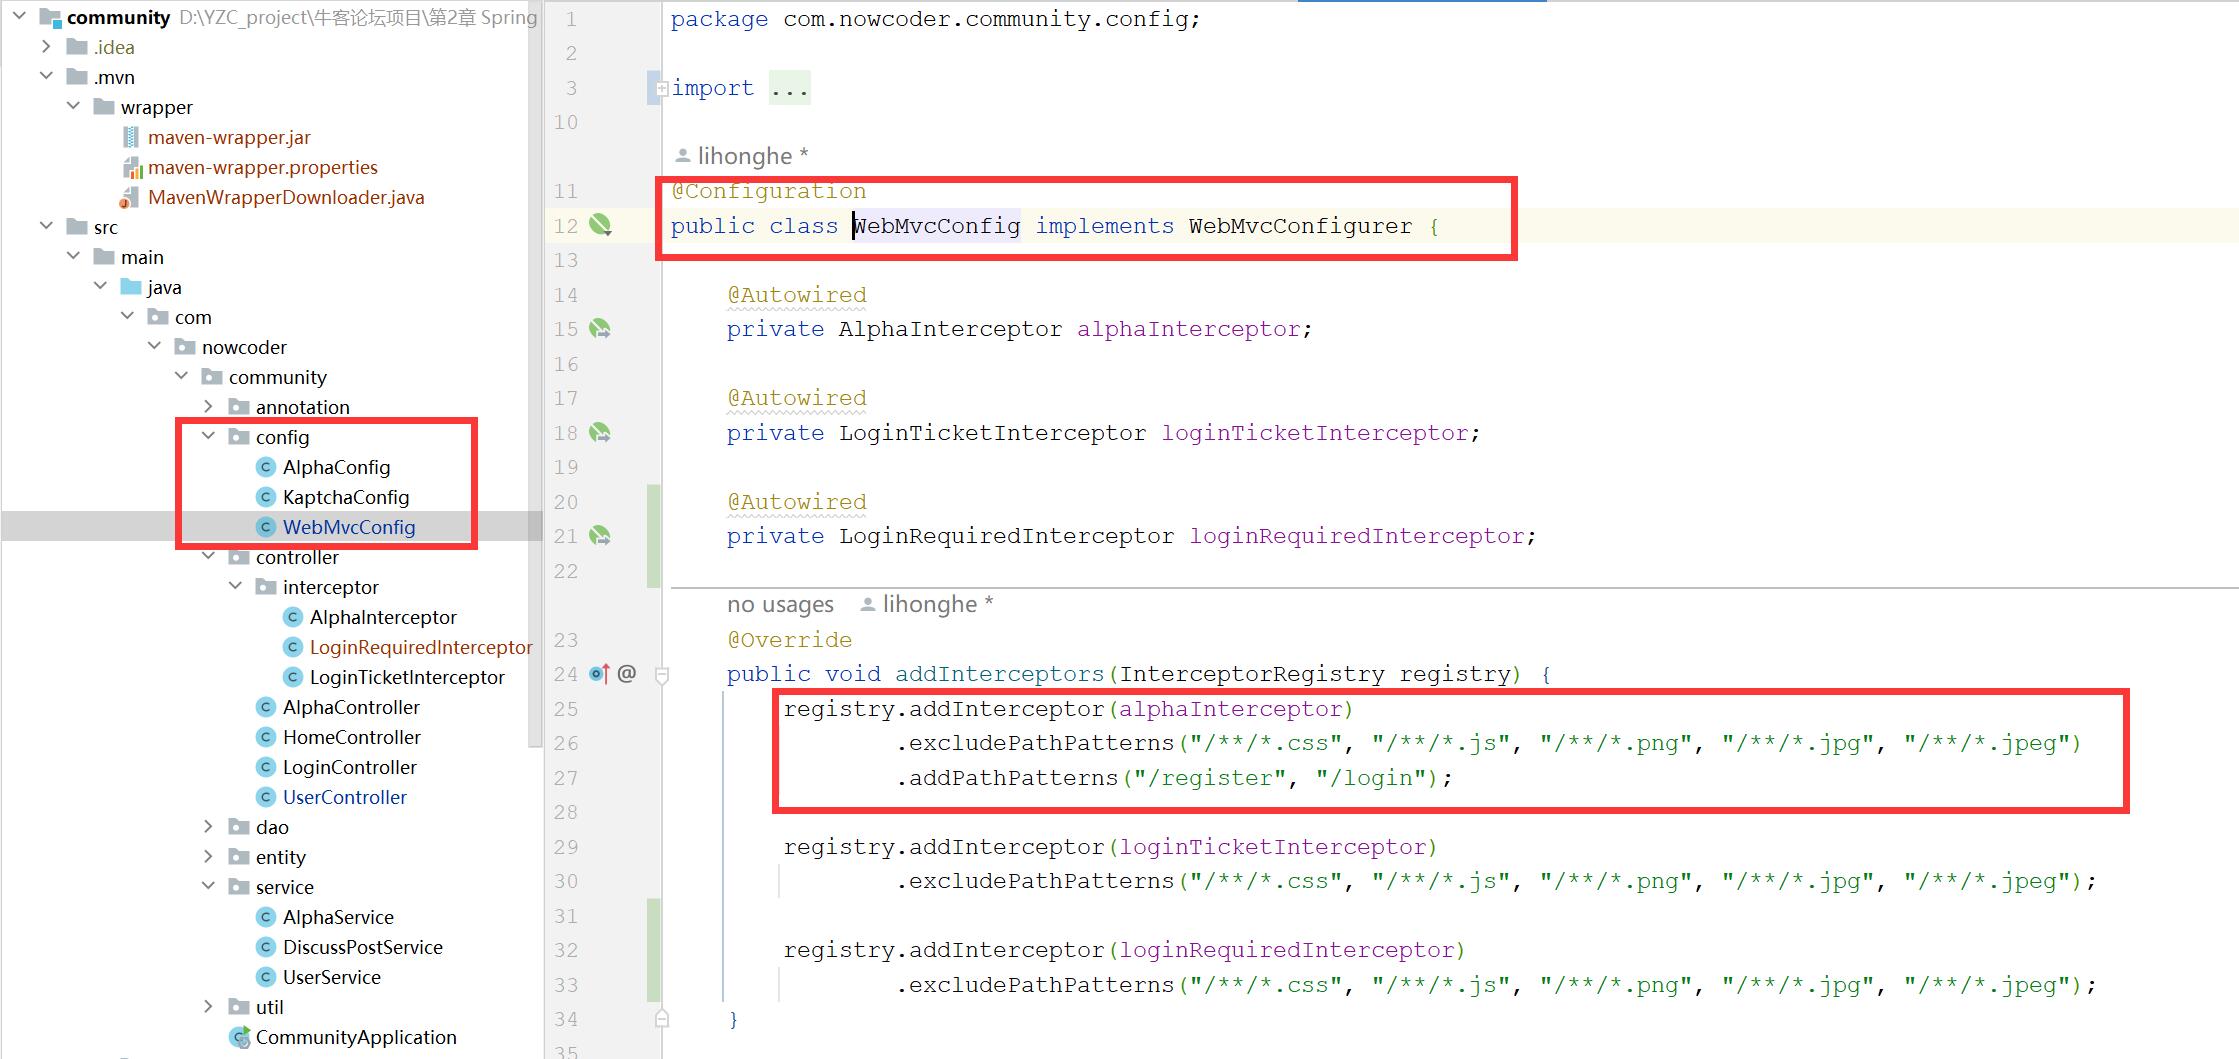 community D:\YZC_project\牛客论坛项目\第2章 Spring
.idea
.mvn
wrapper
maven-wrapper.jar
maven-wrapper.properties
MavenWrapperDownloader.java
src
main
java
com
nowcoder
community
annotation
config
AlphaConfig
KaptchaConfig
WebMvcConfig
controller
interceptor
AlphaInterceptor
LoginRequiredInterceptor
LoginTicketInterceptor
AlphaController
HomeController
LoginController
UserController
dao
entity
service
AlphaService
DiscussPostService
UserService
util
CommunityApplication
1 package com.nowcoder.community.config;
2
3 import ...
10
lihonghe *
11 @Configuration
12 public class WebMvcConfig implements WebMvcConfigurer {
13
14 @Autowired
15 private AlphaInterceptor alphaInterceptor;
16
17 @Autowired
18 private LoginTicketInterceptor loginTicketInterceptor;
19
20 @Autowired
21 private LoginRequiredInterceptor loginRequiredInterceptor;
22
no usages lihonghe *
23 @Override
24 @ public void addInterceptors(InterceptorRegistry registry) {
25 registry.addInterceptor(alphaInterceptor)
26 .excludePathPatterns("/**/*.css", "/**/*.js", "/**/*.png", "/**/*.jpg", "/**/*.jpeg")
27 .addPathPatterns("/register", "/login");
28
29 registry.addInterceptor(loginTicketInterceptor)
30 .excludePathPatterns("/**/*.css", "/**/*.js", "/**/*.png", "/**/*.jpg", "/**/*.jpeg");
31
32 registry.addInterceptor(loginRequiredInterceptor)
33 .excludePathPatterns("/**/*.css", "/**/*.js", "/**/*.png", "/**/*.jpg", "/**/*.jpeg");
34 }
35